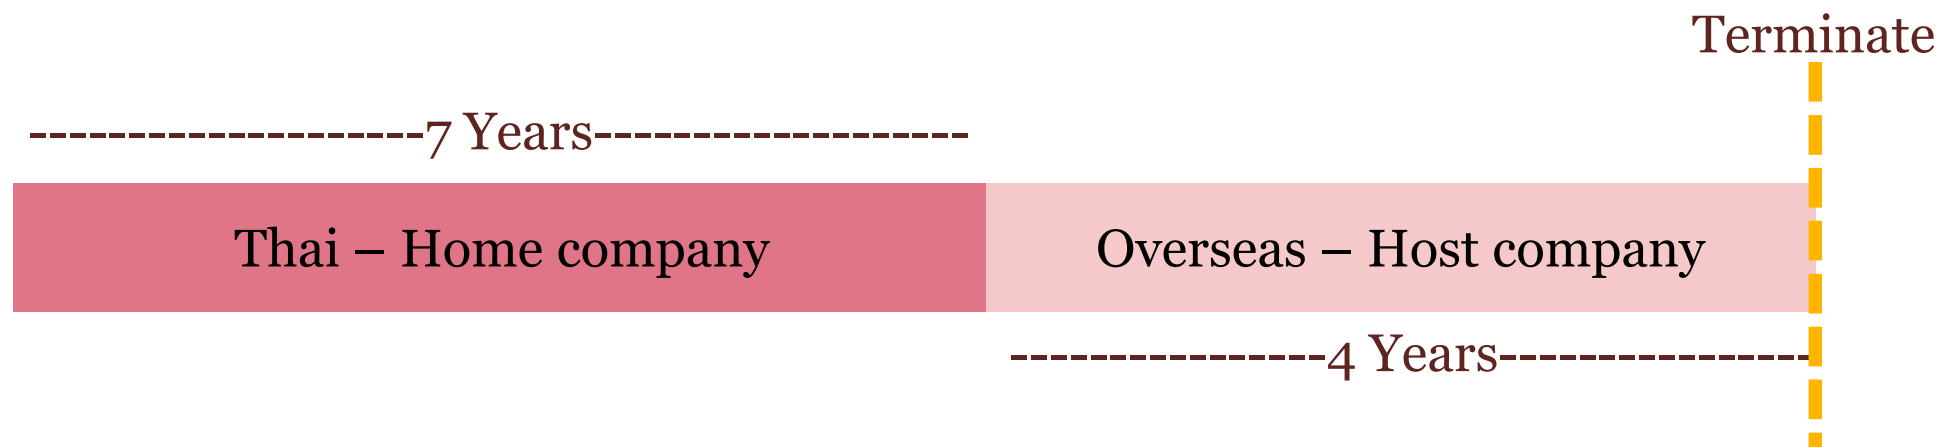 Terminate
7 Years
Thai – Home company
Overseas – Host company
4 Years